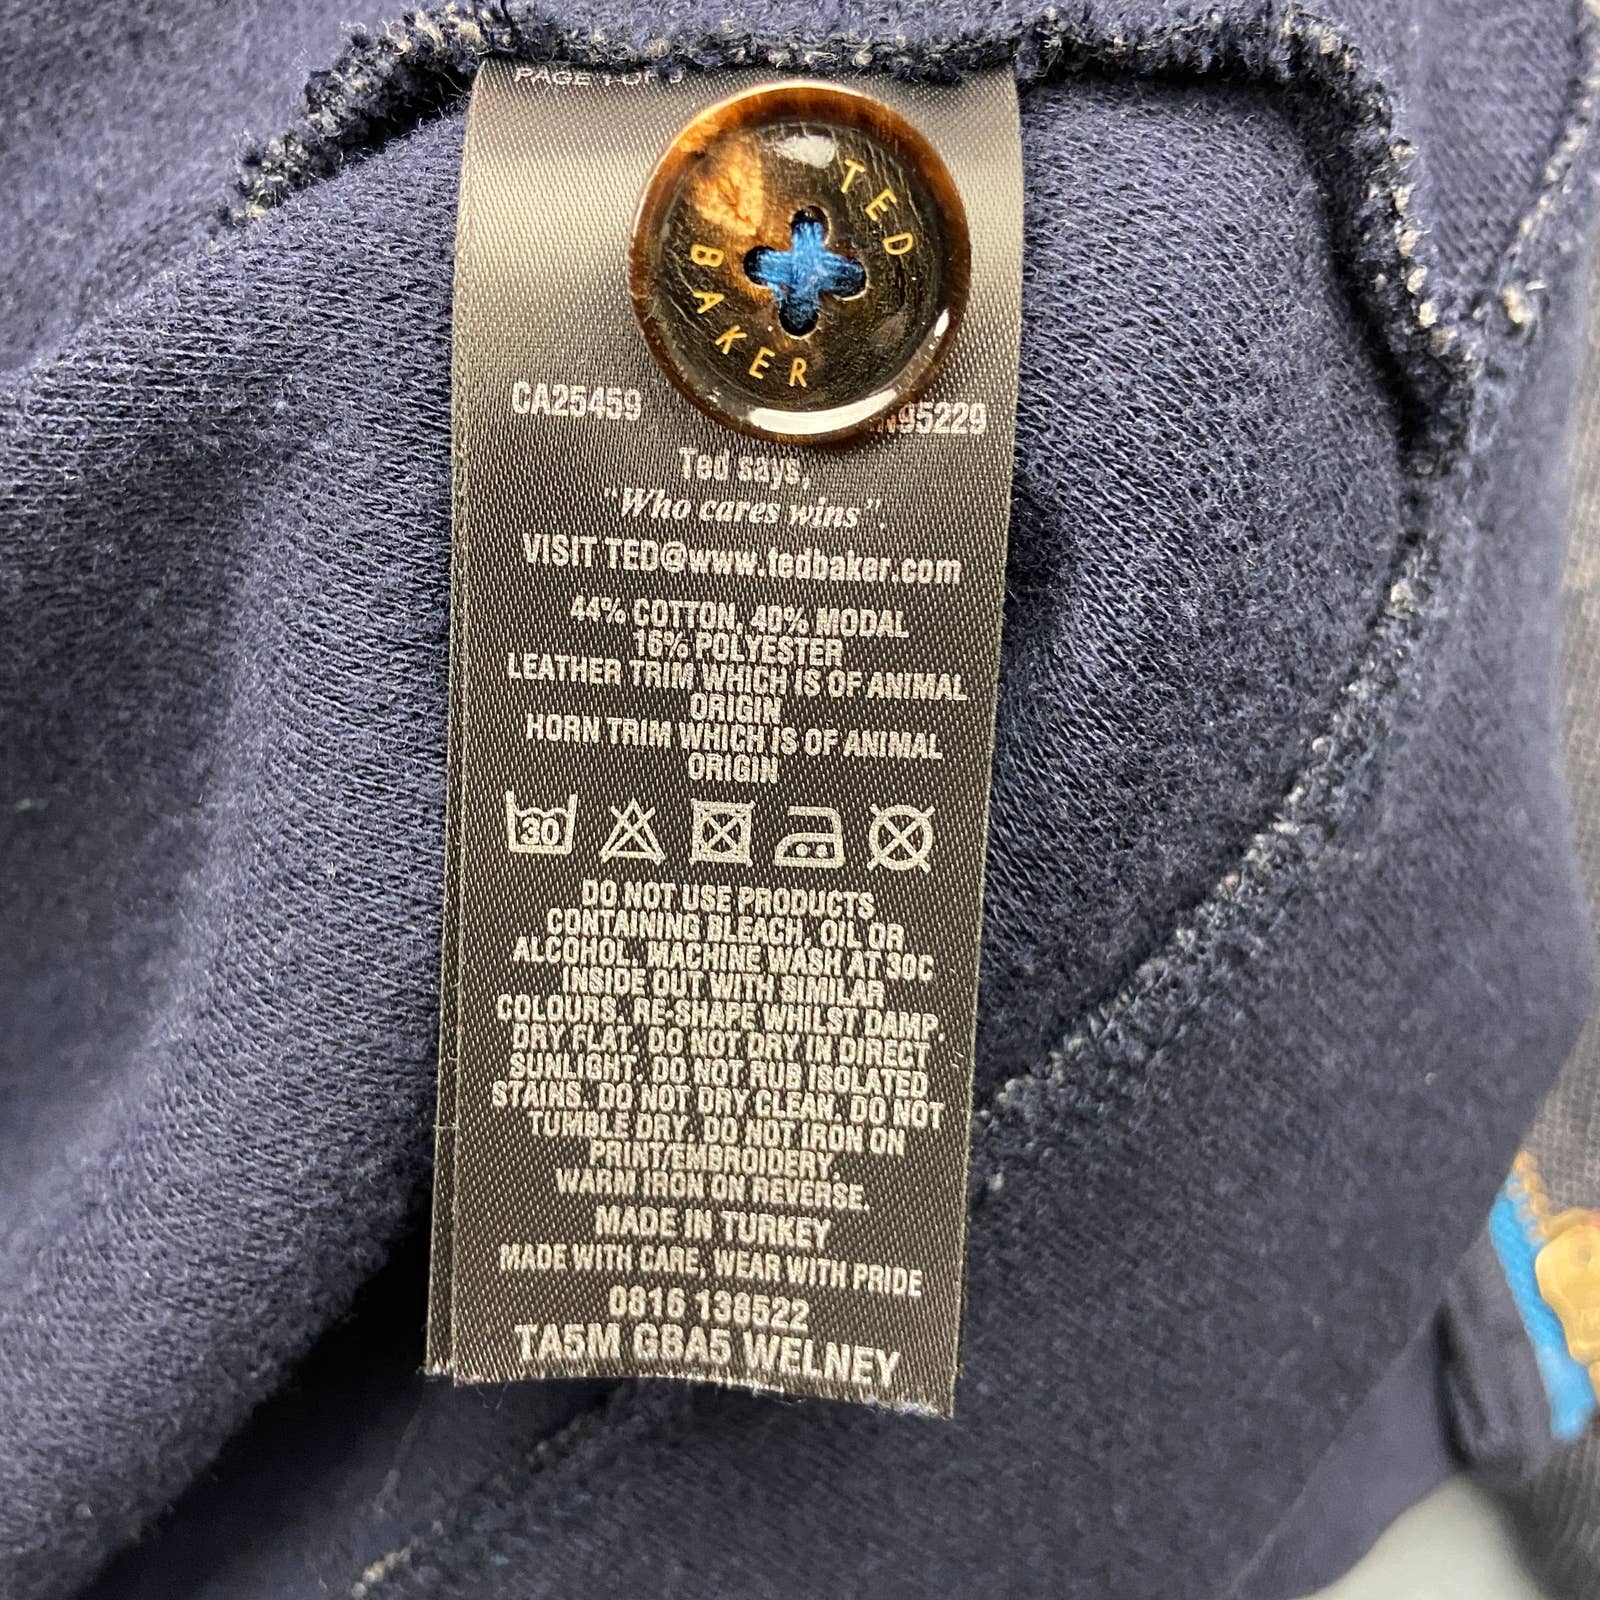 TED
BAKER
CA25459 95229
Ted says,
"Who cares wins".
VISIT TED@www.tedbaker.com
44% COTTON, 40% MODAL
16% POLYESTER
LEATHER TRIM WHICH IS OF ANIMAL
ORIGIN
HORN TRIM WHICH IS OF ANIMAL
ORIGIN
30
DO NOT USE PRODUCTS
CONTAINING BLEACH, OIL OR
ALCOHOL. MACHINE WASH AT 30C
INSIDE OUT WITH SIMILAR
COLOURS. RE-SHAPE WHILST DAMP.
DRY FLAT. DO NOT DRY IN DIRECT
SUNLIGHT. DO NOT RUB ISOLATED
STAINS. DO NOT DRY CLEAN. DO NOT
TUMBLE DRY. DO NOT IRON ON
PRINT/EMBROIDERY.
WARM IRON ON REVERSE.
MADE IN TURKEY
MADE WITH CARE, WEAR WITH PRIDE
0816 138522
TA5M GBA5 WELNEY